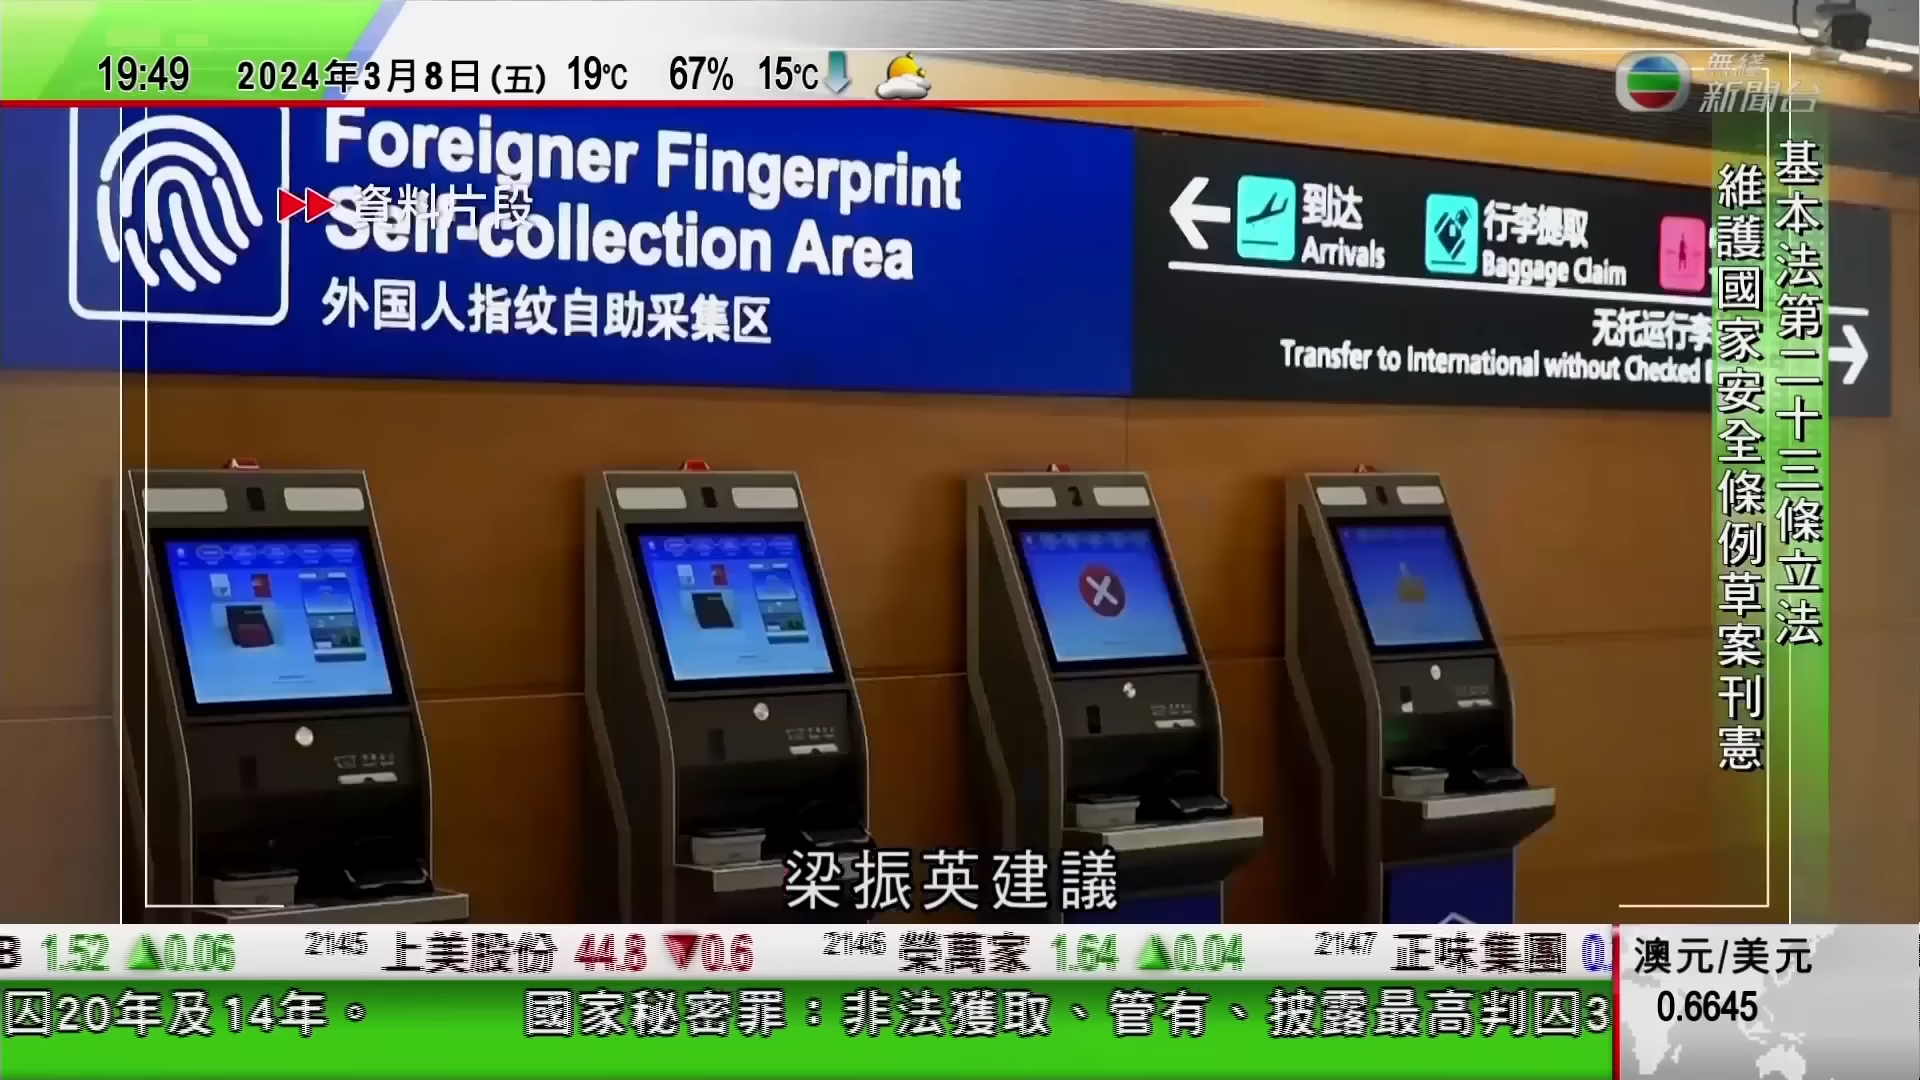 19:49 2024年3月8日(五) 19℃ 67% 15℃
無綫
新聞台
Foreigner Fingerprint
Self-collection Area
外国人指纹自助采集区
資料片段
到达
Arrivals
行李提取
Baggage Claim
无托运行李
Transfer to International without Checked
基本法第二十三條立法
維護國家安全條例草案刊憲
梁振英建議
B 1.52 ▲0.06 2145 上美股份 44.8 ▼0.6 2146 榮萬家 1.64 ▲0.04 2147 正味集團 0.
囚20年及14年。 國家秘密罪：非法獲取、管有、披露最高判囚3
澳元/美元
0.6645